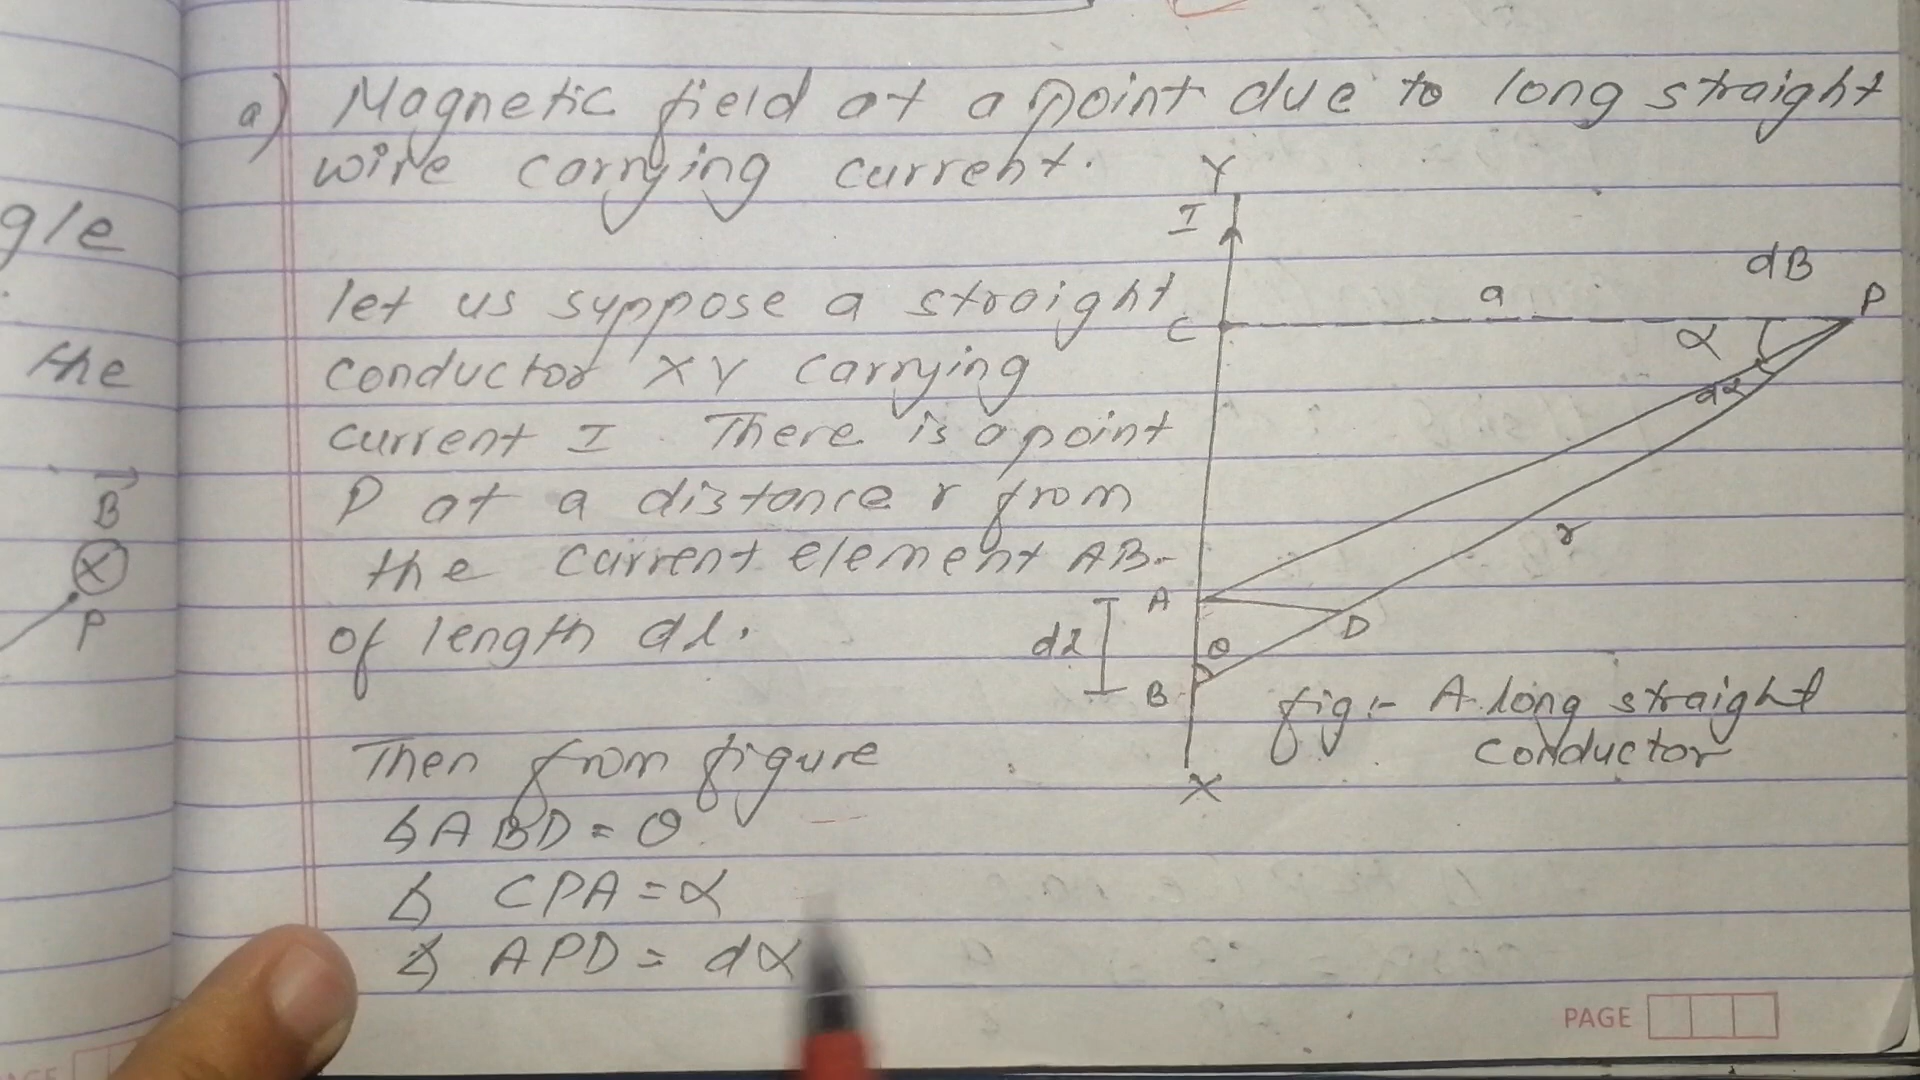 a) Magnetic field at a point due to long straight
wire carrying current.
let us suppose a straight
conductor XY carrying
current I There is a point
P at a distance r from
the current element AB
of length dl.
Then from figure
∠ABD = θ
∠ CPA = α
∠ APD = dα
Y
I
dB
a
P
C
α
dα
r
A
D
dl
θ
B
X
fig:- A long straight
conductor
gle
the
B
X
P
PAGE